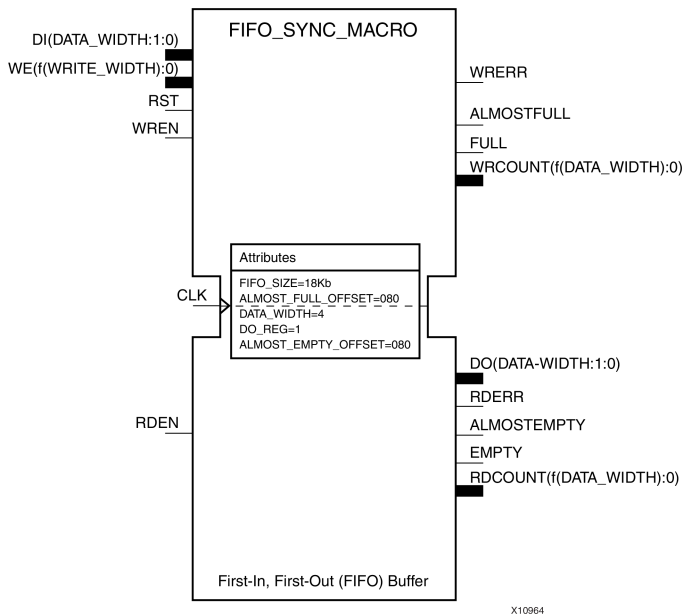 FIFO_SYNC_MACRO
DI(DATA_WIDTH:1:0)
WE(f(WRITE_WIDTH):0)
RST
WREN
WRERR
ALMOSTFULL
FULL
WRCOUNT(f(DATA_WIDTH):0)
Attributes
FIFO_SIZE=18Kb
ALMOST_FULL_OFFSET=080
DATA_WIDTH=4
DO_REG=1
ALMOST_EMPTY_OFFSET=080
CLK
RDEN
DO(DATA-WIDTH:1:0)
RDERR
ALMOSTEMPTY
EMPTY
RDCOUNT(f(DATA_WIDTH):0)
First-In, First-Out (FIFO) Buffer
X10964